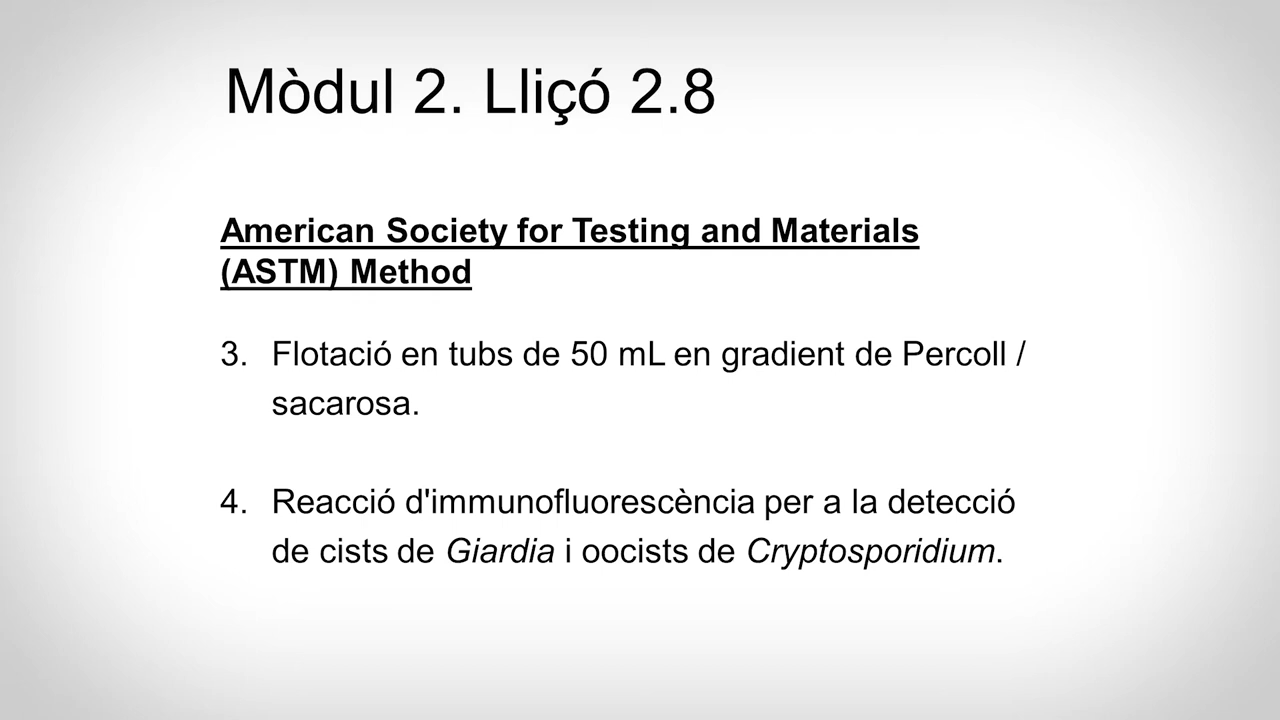 Mòdul 2. Lliçó 2.8
American Society for Testing and Materials
(ASTM) Method
3. Flotació en tubs de 50 mL en gradient de Percoll /
sacarosa.
4. Reacció d'immunofluorescència per a la detecció
de cists de Giardia i oocists de Cryptosporidium.